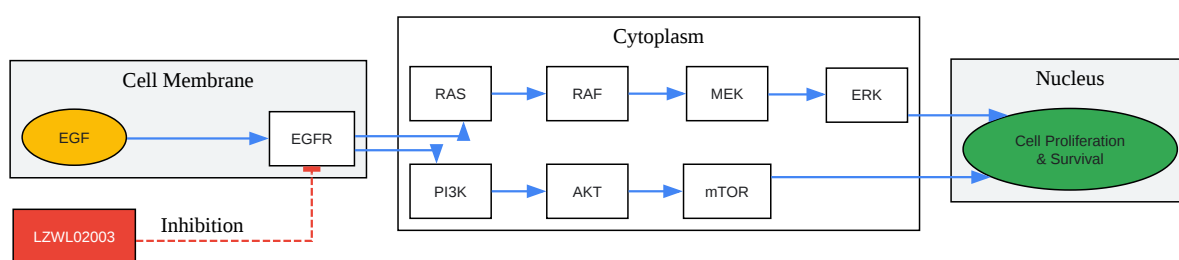 Cytoplasm
Cell Membrane
Nucleus
RAS
RAF
MEK
ERK
EGF
EGFR
Cell Proliferation
& Survival
PI3K
AKT
mTOR
Inhibition
LZWL02003